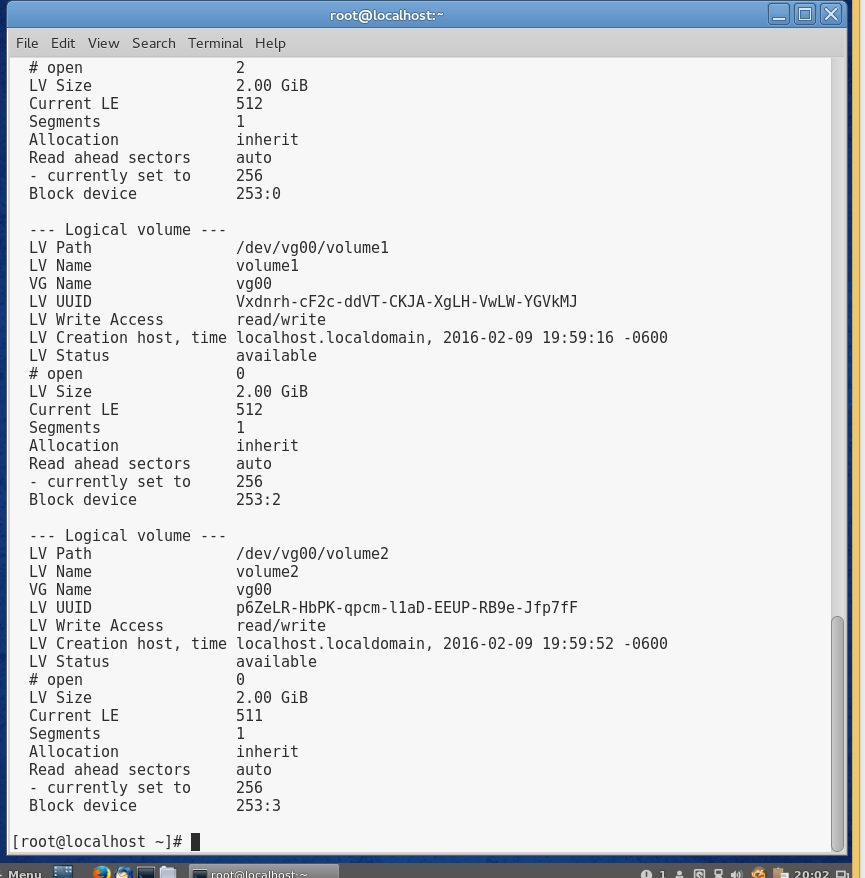 root@localhost:~
File Edit View Search Terminal Help
# open 2
LV Size 2.00 GiB
Current LE 512
Segments 1
Allocation inherit
Read ahead sectors auto
- currently set to 256
Block device 253:0
--- Logical volume ---
LV Path /dev/vg00/volume1
LV Name volume1
VG Name vg00
LV UUID Vxdnrh-cF2c-ddVT-CKJA-XgLH-VwLW-YGVkMJ
LV Write Access read/write
LV Creation host, time localhost.localdomain, 2016-02-09 19:59:16 -0600
LV Status available
# open 0
LV Size 2.00 GiB
Current LE 512
Segments 1
Allocation inherit
Read ahead sectors auto
- currently set to 256
Block device 253:2
--- Logical volume ---
LV Path /dev/vg00/volume2
LV Name volume2
VG Name vg00
LV UUID p6ZeLR-HbPK-qpcm-l1aD-EEUP-RB9e-Jfp7fF
LV Write Access read/write
LV Creation host, time localhost.localdomain, 2016-02-09 19:59:52 -0600
LV Status available
# open 0
LV Size 2.00 GiB
Current LE 511
Segments 1
Allocation inherit
Read ahead sectors auto
- currently set to 256
Block device 253:3
[root@localhost ~]#
Menu root@localhost:~ 1 20:02